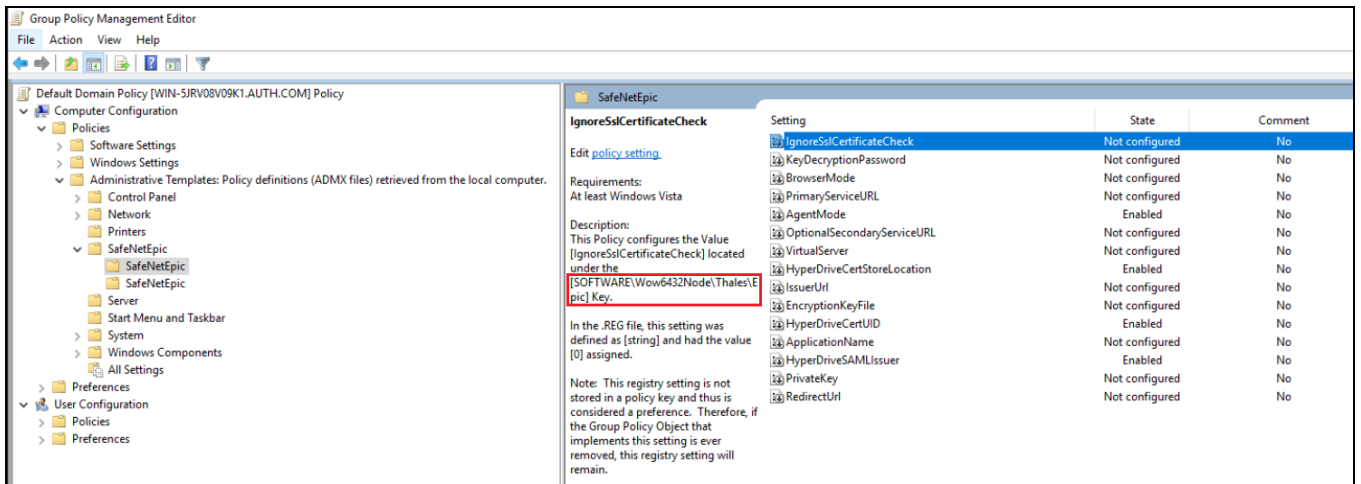 Group Policy Management Editor
File Action View Help
Default Domain Policy [WIN-5JRV08V09K1.AUTH.COM] Policy
Computer Configuration
Policies
Software Settings
Windows Settings
Administrative Templates: Policy definitions (ADMX files) retrieved from the local computer.
Control Panel
Network
Printers
SafeNetEpic
SafeNetEpic
SafeNetEpic
Server
Start Menu and Taskbar
System
Windows Components
All Settings
Preferences
User Configuration
Policies
Preferences
SafeNetEpic
IgnoreSslCertificateCheck
Edit policy setting
Requirements:
At least Windows Vista
Description:
This Policy configures the Value
[IgnoreSslCertificateCheck] located
under the
[SOFTWARE\Wow6432Node\Thales\E
pic] Key.
In the .REG file, this setting was
defined as [string] and had the value
[0] assigned.
Note: This registry setting is not
stored in a policy key and thus is
considered a preference. Therefore, if
the Group Policy Object that
implements this setting is ever
removed, this registry setting will
remain.
Setting State Comment
IgnoreSslCertificateCheck Not configured No
KeyDecryptionPassword Not configured No
BrowserMode Not configured No
PrimaryServiceURL Not configured No
AgentMode Enabled No
OptionalSecondaryServiceURL Not configured No
VirtualServer Not configured No
HyperDriveCertStoreLocation Enabled No
IssuerUrl Not configured No
EncryptionKeyFile Not configured No
HyperDriveCertUID Enabled No
ApplicationName Not configured No
HyperDriveSAMLIssuer Enabled No
PrivateKey Not configured No
RedirectUrl Not configured No